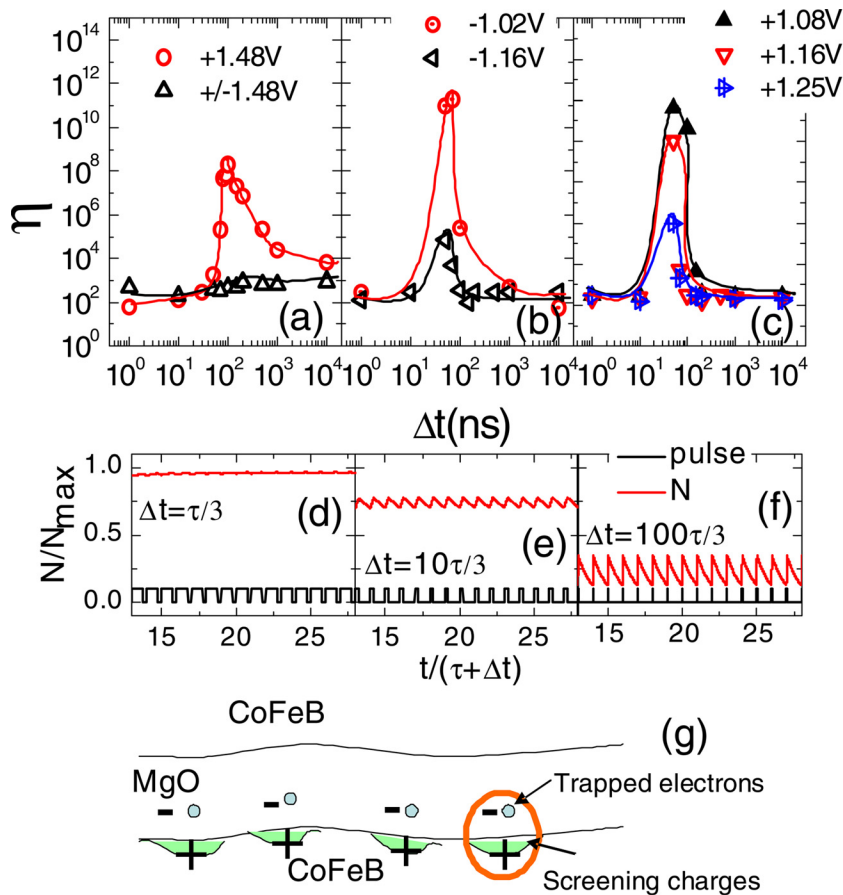 10^14
10^12
10^10
10^8
10^6
10^4
10^2
10^0
η
+1.48V
+/-1.48V
(a)
10^0 10^1 10^2 10^3 10^4
-1.02V
-1.16V
(b)
10^0 10^1 10^2 10^3 10^4
+1.08V
+1.16V
+1.25V
(c)
10^0 10^1 10^2 10^3 10^4
Δt(ns)
N/N_max
1.0
0.5
0.0
Δt=τ/3
(d)
15 20 25
Δt=10τ/3
(e)
15 20 25
pulse
N
(f)
Δt=100τ/3
15 20 25
t/(τ+Δt)
CoFeB
(g)
MgO
Trapped electrons
- - - -
+ + + +
CoFeB
Screening charges